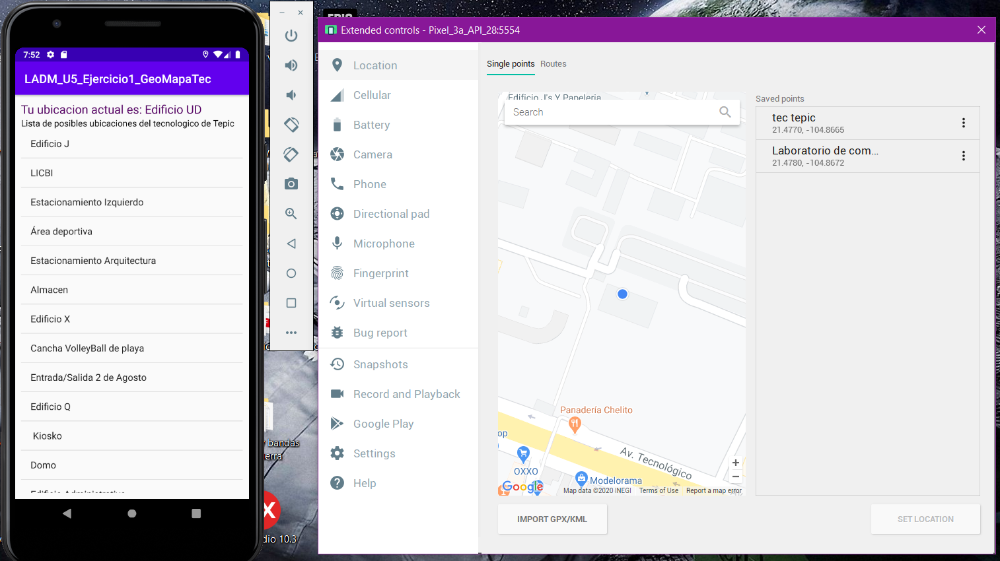 7:52
LADM_U5_Ejercicio1_GeoMapaTec
Tu ubicacion actual es: Edificio UD
Lista de posibles ubicaciones del tecnologico de Tepic
Edificio J
LICBI
Estacionamiento Izquierdo
Área deportiva
Estacionamiento Arquitectura
Almacen
Edificio X
Cancha VolleyBall de playa
Entrada/Salida 2 de Agosto
Edificio Q
Kiosko
Domo
Edificio Administrativo
EPIC
Extended controls - Pixel_3a_API_28:5554
Location
Cellular
Battery
Camera
Phone
Directional pad
Microphone
Fingerprint
Virtual sensors
Bug report
Snapshots
Record and Playback
Google Play
Settings
Help
Single points
Routes
Edificio J's Y Papeleria
Search
Panadería Chelito
op
OXXO
Av. Tecnológico
Modelorama
Google
Map data ©2020 INEGI
Terms of Use
Report a map error
IMPORT GPX/KML
Saved points
tec tepic
21.4770, -104.8665
Laboratorio de com...
21.4780, -104.8672
SET LOCATION
y bandas
erra
dio 10.3